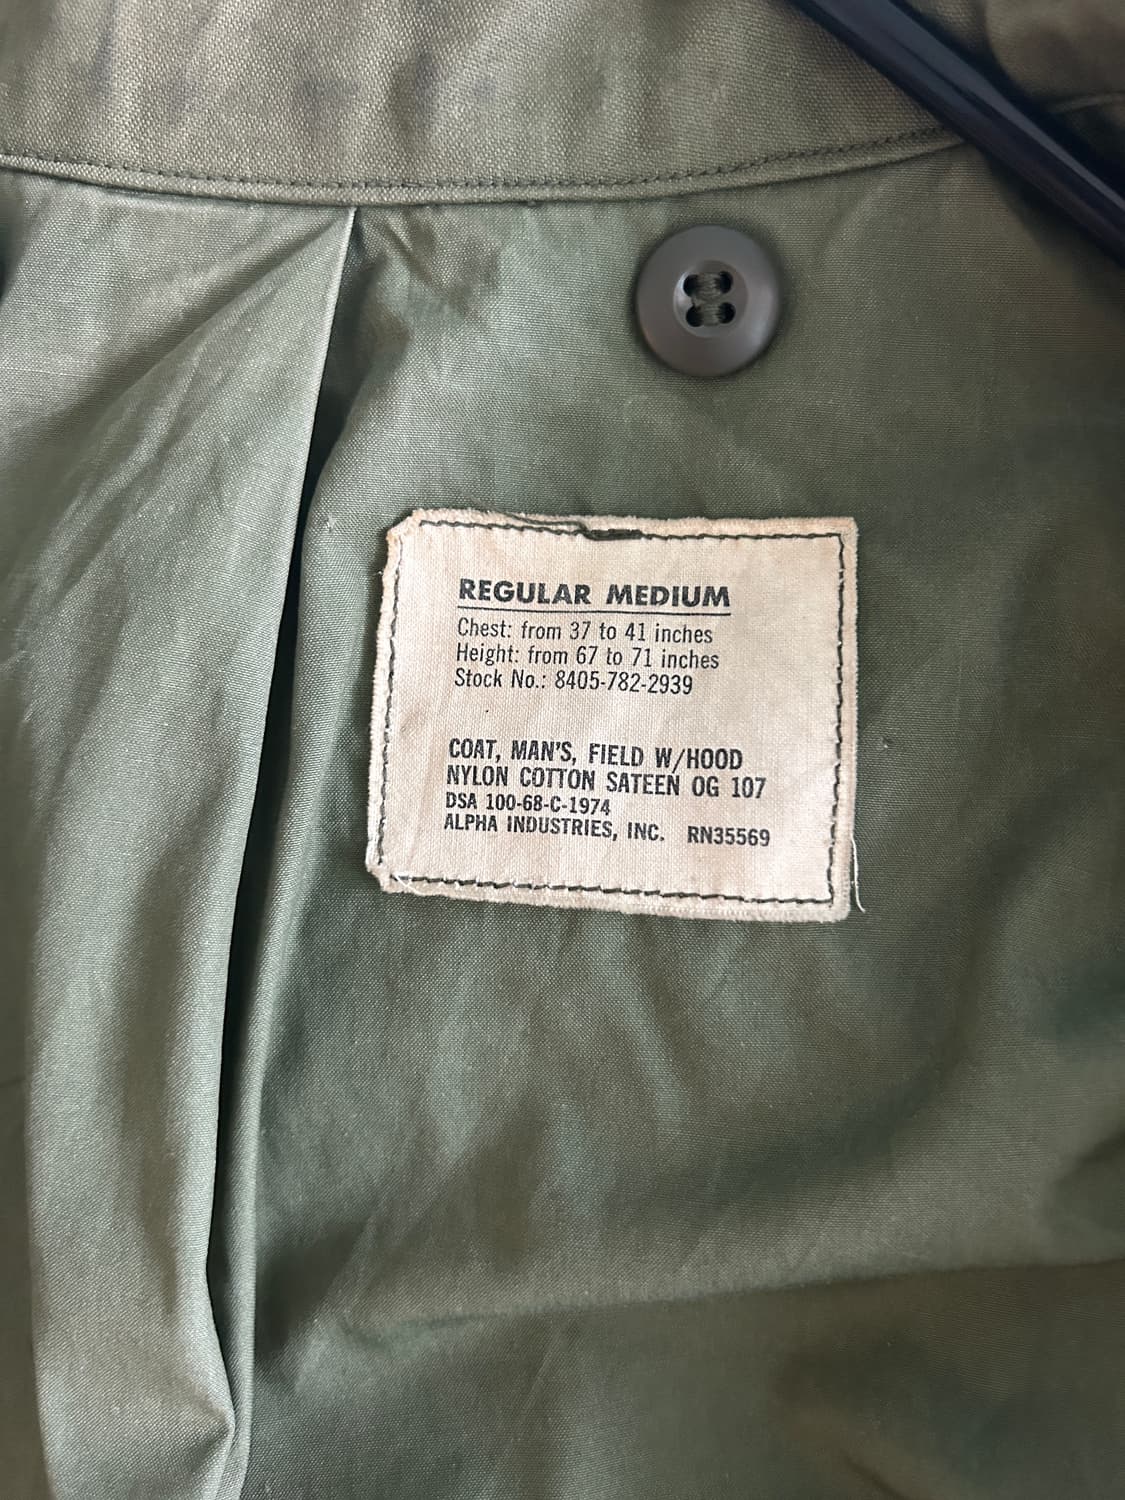 REGULAR MEDIUM
Chest: from 37 to 41 inches
Height: from 67 to 71 inches
Stock No.: 8405-782-2939
COAT, MAN'S, FIELD W/HOOD
NYLON COTTON SATEEN OG 107
DSA 100-68-C-1974
ALPHA INDUSTRIES, INC. RN35569